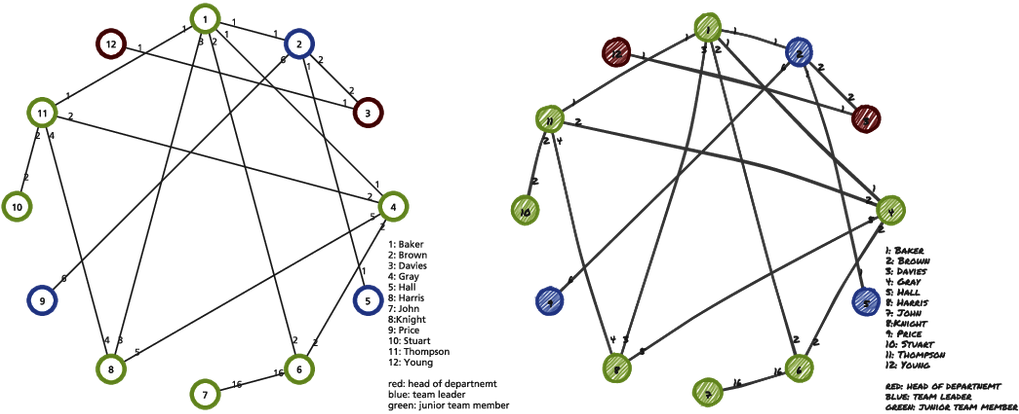 1
1 1 1
3 2 1
12 1 2
6 1 2
2
1 1 3
11 2
2 4
2
10
1
2 4
5 2
6
9
1
5
4 3 5
8
2 2
6
16 16
7
1: Baker
2: Brown
3: Davies
4: Gray
5: Hall
8: Harris
7: John
8:Knight
9: Price
10: Stuart
11: Thompson
12: Young
red: head of departnemt
blue: team leader
green: junior team member
1
1 1 1
3 2 1
12 1 2
6 2
2
1 1 3
11 2
2 4
2
10
1
2 4
5 2
6
9
1
5
4 3 5
8
2 2
6
16 16
7
1: BAKER
2: BROWN
3: DAVIES
4: GRAY
5: HALL
8: HARRIS
7: JOHN
8:KNIGHT
9: PRICE
10: STUART
11: THOMPSON
12: YOUNG
RED: HEAD OF DEPARTNEMT
BLUE: TEAM LEADER
GREEN: JUNIOR TEAM MEMBER